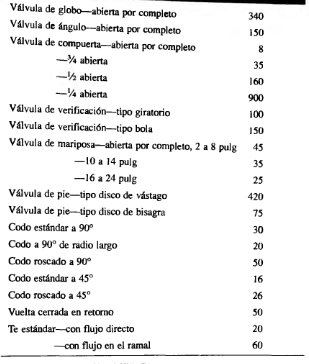 Válvula de globo—abierta por completo 340
Válvula de ángulo—abierta por completo 150
Válvula de compuerta—abierta por completo 8
—¾ abierta 35
—½ abierta 160
—¼ abierta 900
Válvula de verificación—tipo giratorio 100
Válvula de verificación—tipo bola 150
Válvula de mariposa—abierta por completo, 2 a 8 pulg 45
—10 a 14 pulg 35
—16 a 24 pulg 25
Válvula de pie—tipo disco de vástago 420
Válvula de pie—tipo disco de bisagra 75
Codo estándar a 90° 30
Codo a 90° de radio largo 20
Codo roscado a 90° 50
Codo estándar a 45° 16
Codo roscado a 45° 26
Vuelta cerrada en retorno 50
Te estándar—con flujo directo 20
—con flujo en el ramal 60